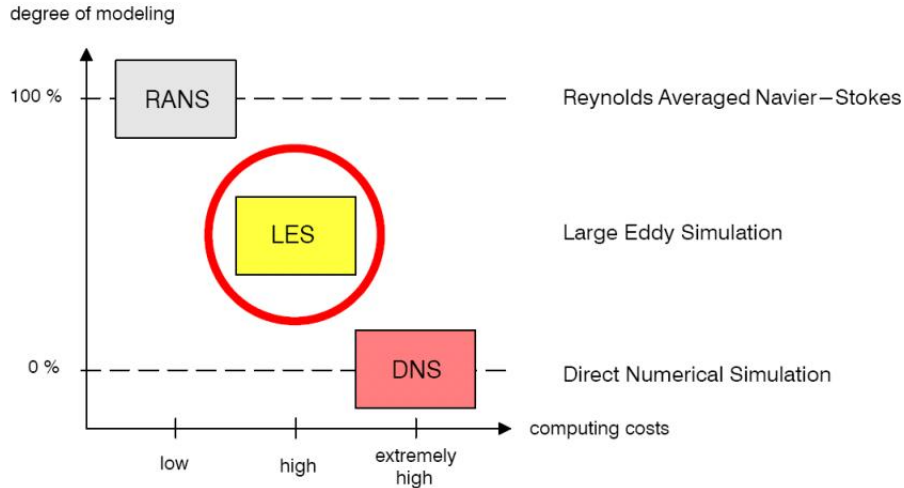 degree of modeling
100 %
RANS
Reynolds Averaged Navier–Stokes
LES
Large Eddy Simulation
0 %
DNS
Direct Numerical Simulation
computing costs
low
high
extremely
high